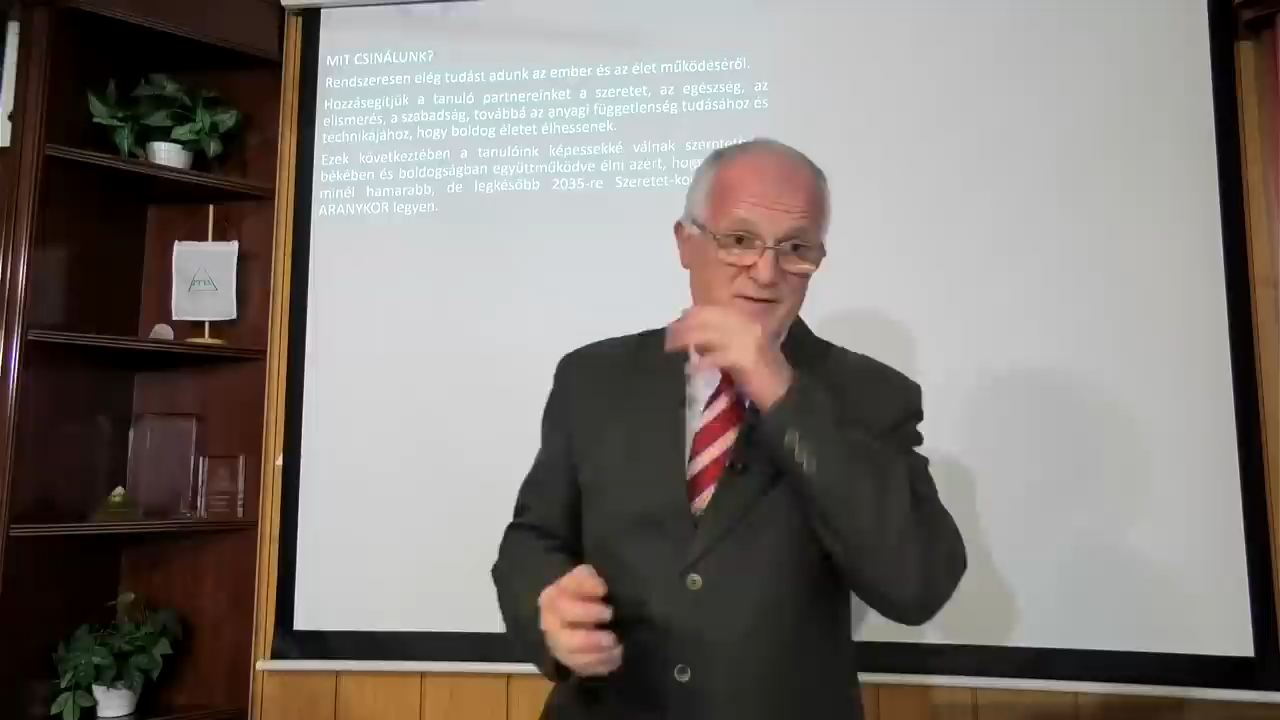 MIT CSINÁLUNK?
Rendszeresen elég tudást adunk az ember és az élet működéséről.
Hozzásegítjük a tanuló partnereinket a szeretet, az egészség, az
elismerés, a szabadság, továbbá az anyagi függetlenség tudásához és
technikájához, hogy boldog életet élhessenek.
Ezek következtében a tanulóink képessekké válnak
békében és boldogságban együttműködve élni azért,
minél hamarabb, de legkésőbb 2035-re
ARANYKOR legyen.